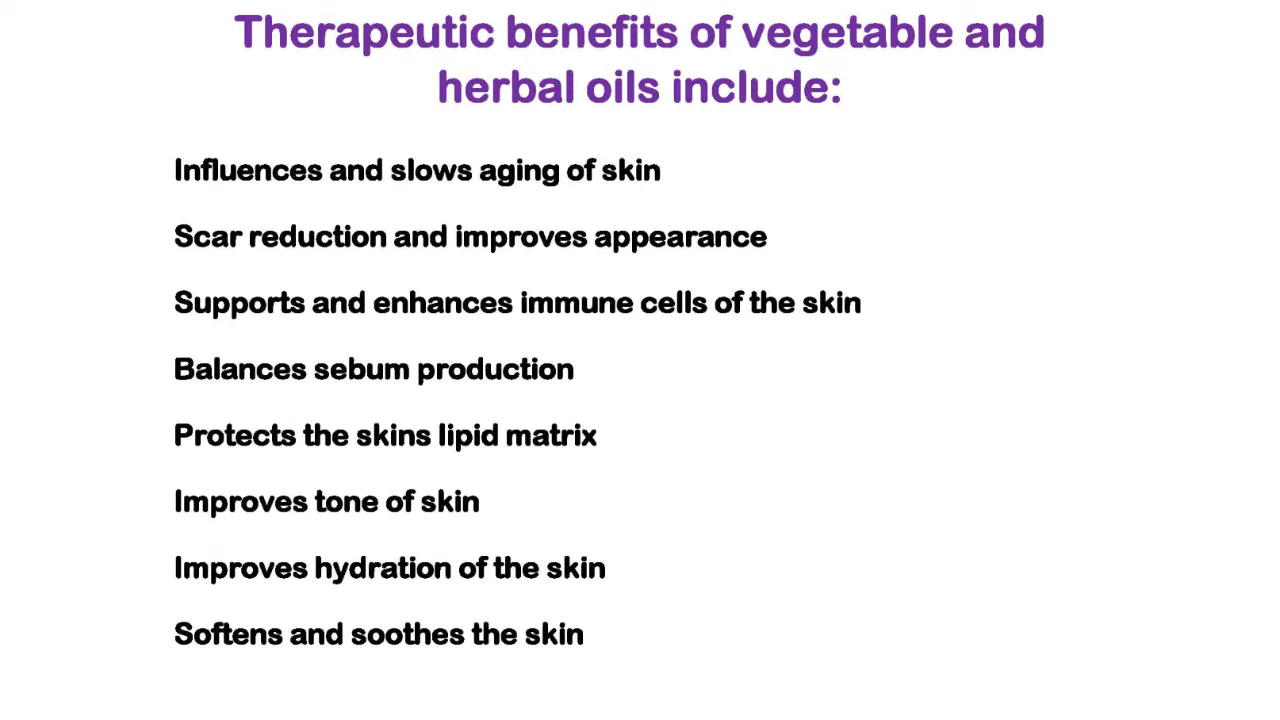 Therapeutic benefits of vegetable and
herbal oils include:
Influences and slows aging of skin
Scar reduction and improves appearance
Supports and enhances immune cells of the skin
Balances sebum production
Protects the skins lipid matrix
Improves tone of skin
Improves hydration of the skin
Softens and soothes the skin